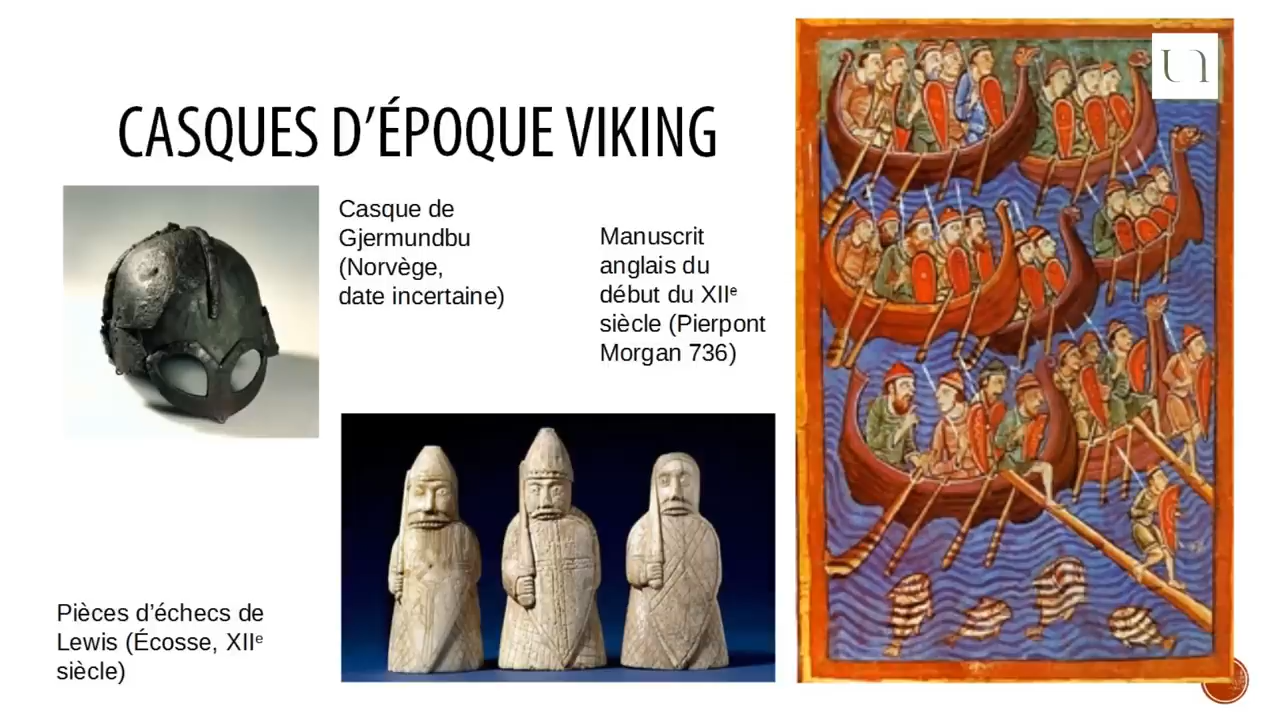 CASQUES D’ÉPOQUE VIKING
Casque de
Gjermundbu
(Norvège,
date incertaine)
Manuscrit
anglais du
début du XIIᵉ
siècle (Pierpont
Morgan 736)
Pièces d’échecs de
Lewis (Écosse, XIIᵉ
siècle)